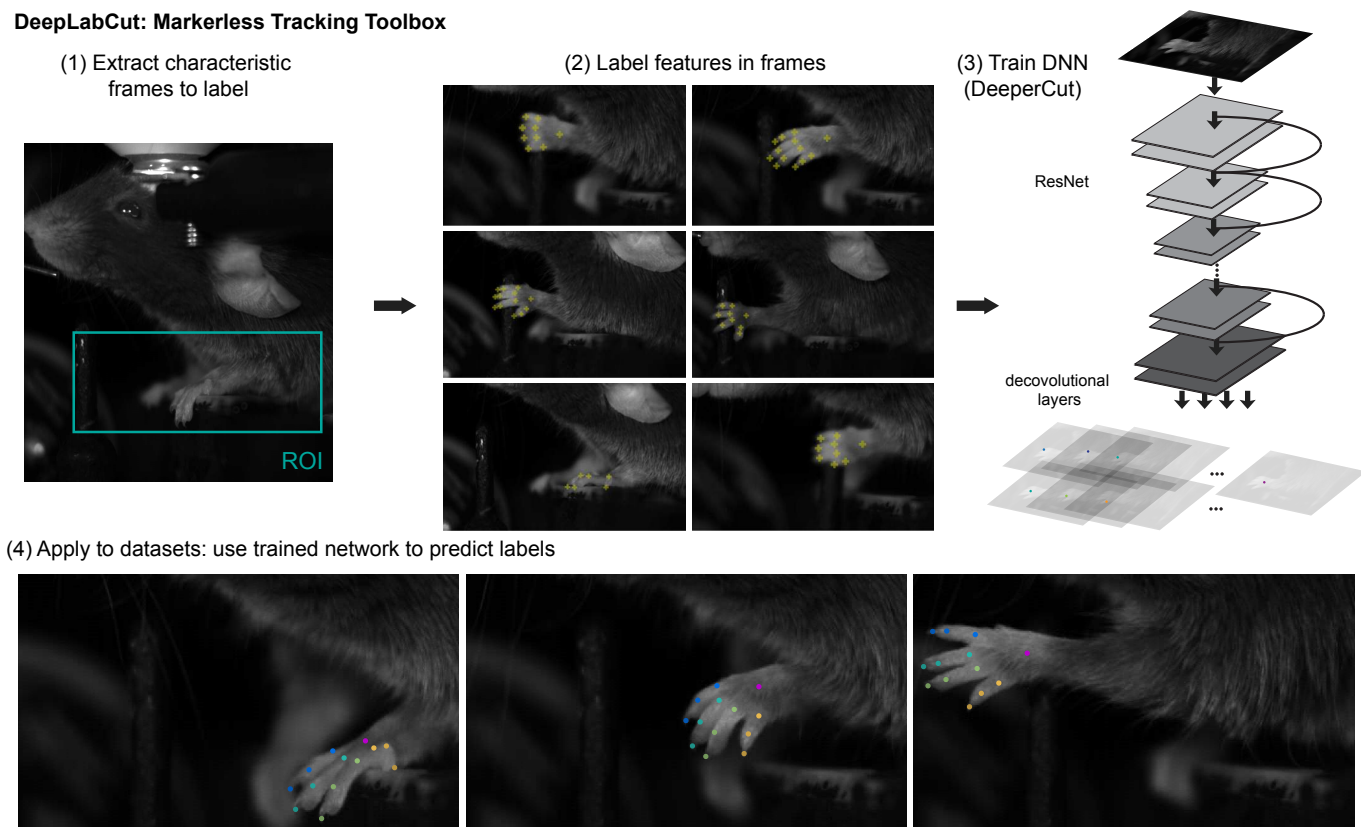 DeepLabCut: Markerless Tracking Toolbox
(1) Extract characteristic
frames to label
(2) Label features in frames
(3) Train DNN
(DeeperCut)
ResNet
decovolutional
layers
ROI
(4) Apply to datasets: use trained network to predict labels